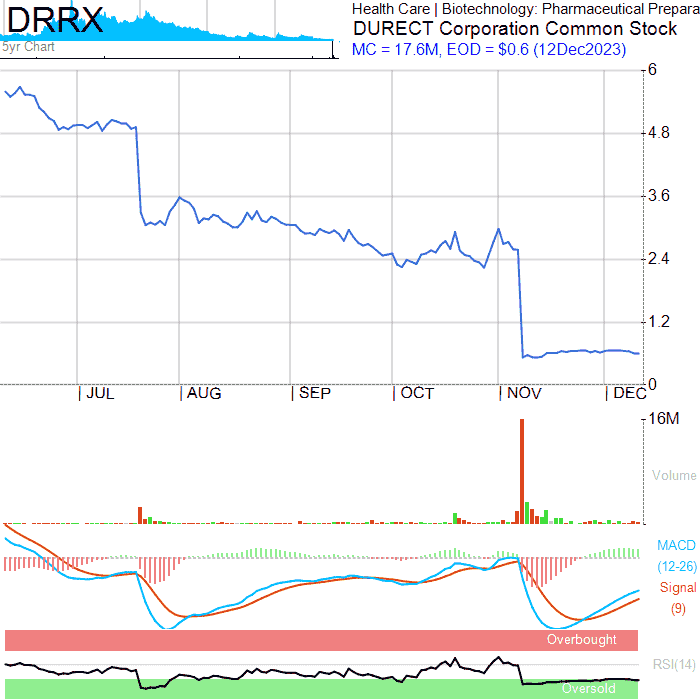 DRRX
5yr Chart
Health Care | Biotechnology: Pharmaceutical Prepara
DURECT Corporation Common Stock
MC = 17.6M, EOD = $0.6 (12Dec2023)
6
4.8
3.6
2.4
1.2
0
| JUL | AUG | SEP | OCT | NOV | DEC
16M
Volume
MACD
(12-26)
Signal
(9)
Overbought
RSI(14)
Oversold